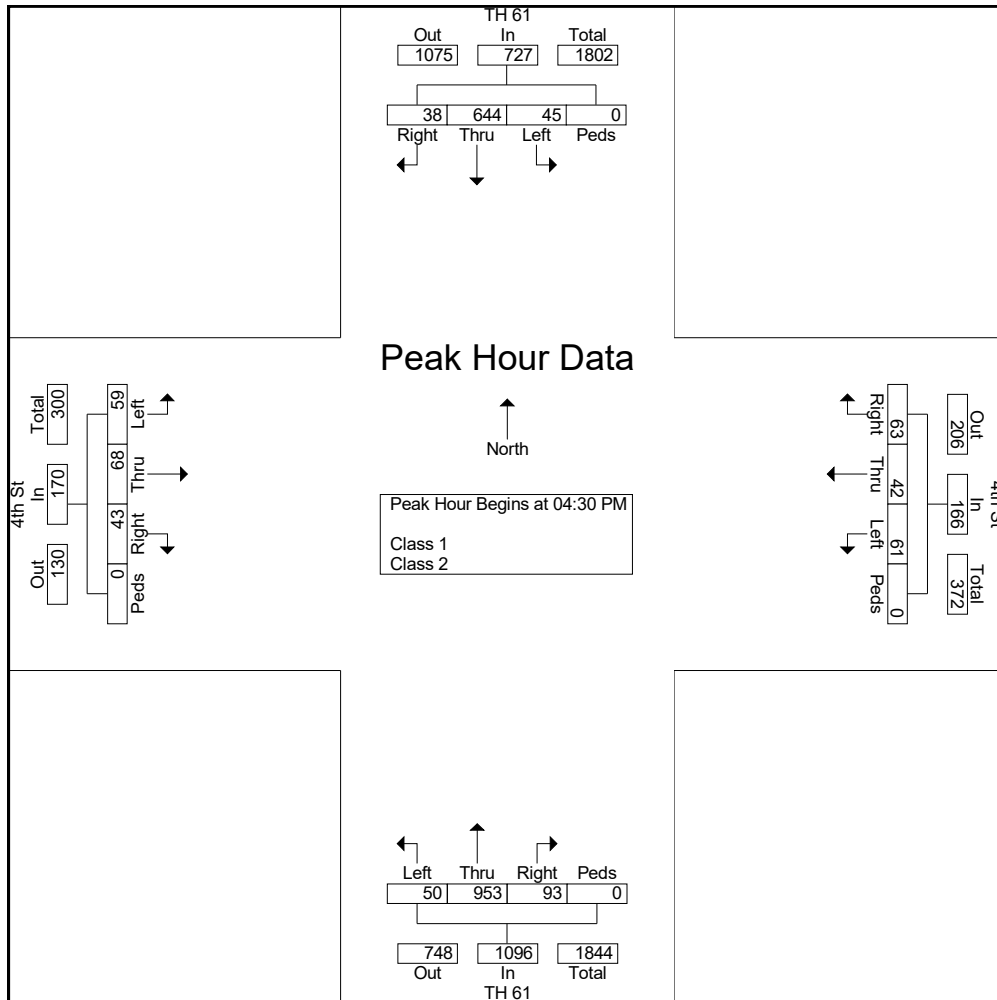 TH 61
Out In Total
1075 727 1802
38 644 45 0
Right Thru Left Peds
Peak Hour Data
North
Peak Hour Begins at 04:30 PM
Class 1
Class 2
4th St
Total In Out
300 170 130
59 68 43 0
Left Thru Right Peds
Right Thru Left Peds
63 42 61 0
Out In Total
206 166 372
4th St
Left Thru Right Peds
50 953 93 0
748 1096 1844
Out In Total
TH 61